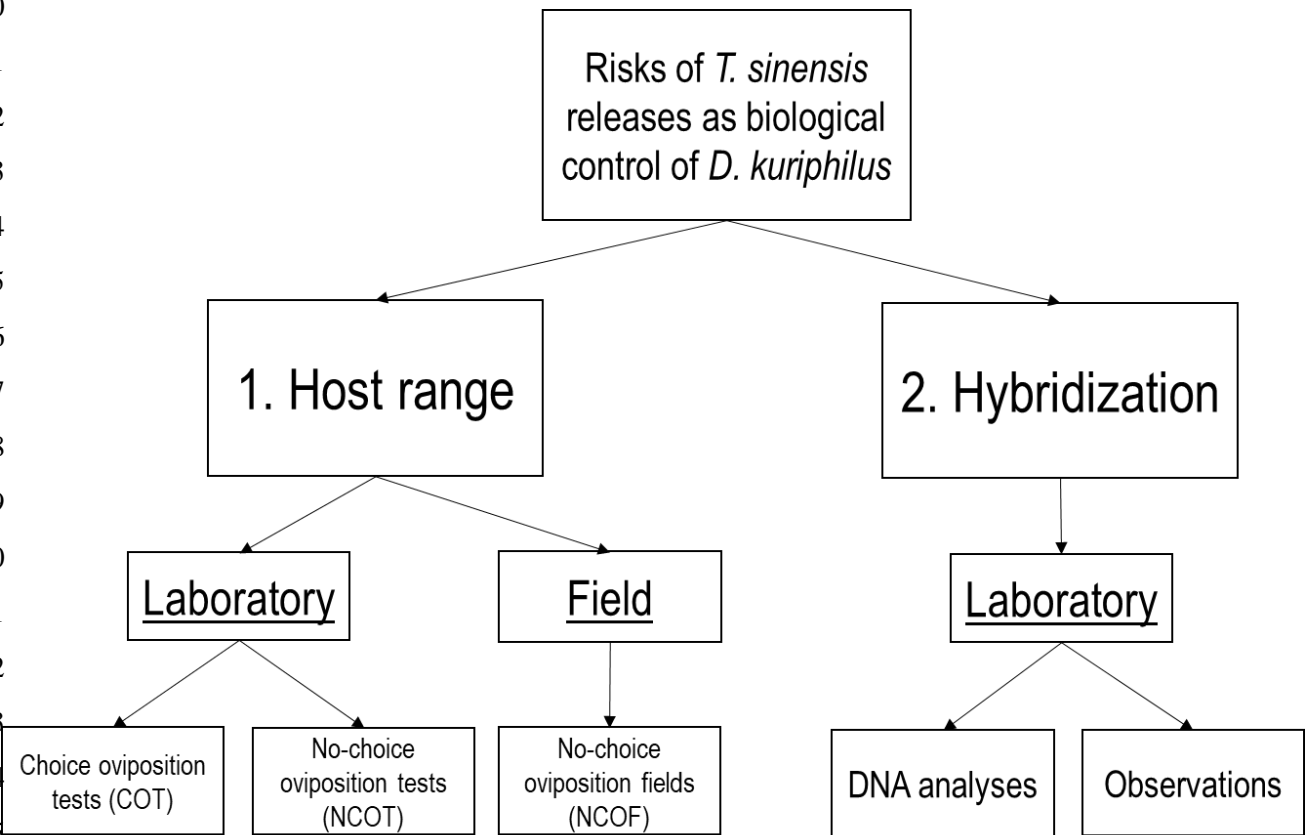 Risks of T. sinensis
releases as biological
control of D. kuriphilus
1. Host range
2. Hybridization
Laboratory
Field
Laboratory
Choice oviposition
tests (COT)
No-choice
oviposition tests
(NCOT)
No-choice
oviposition fields
(NCOF)
DNA analyses
Observations